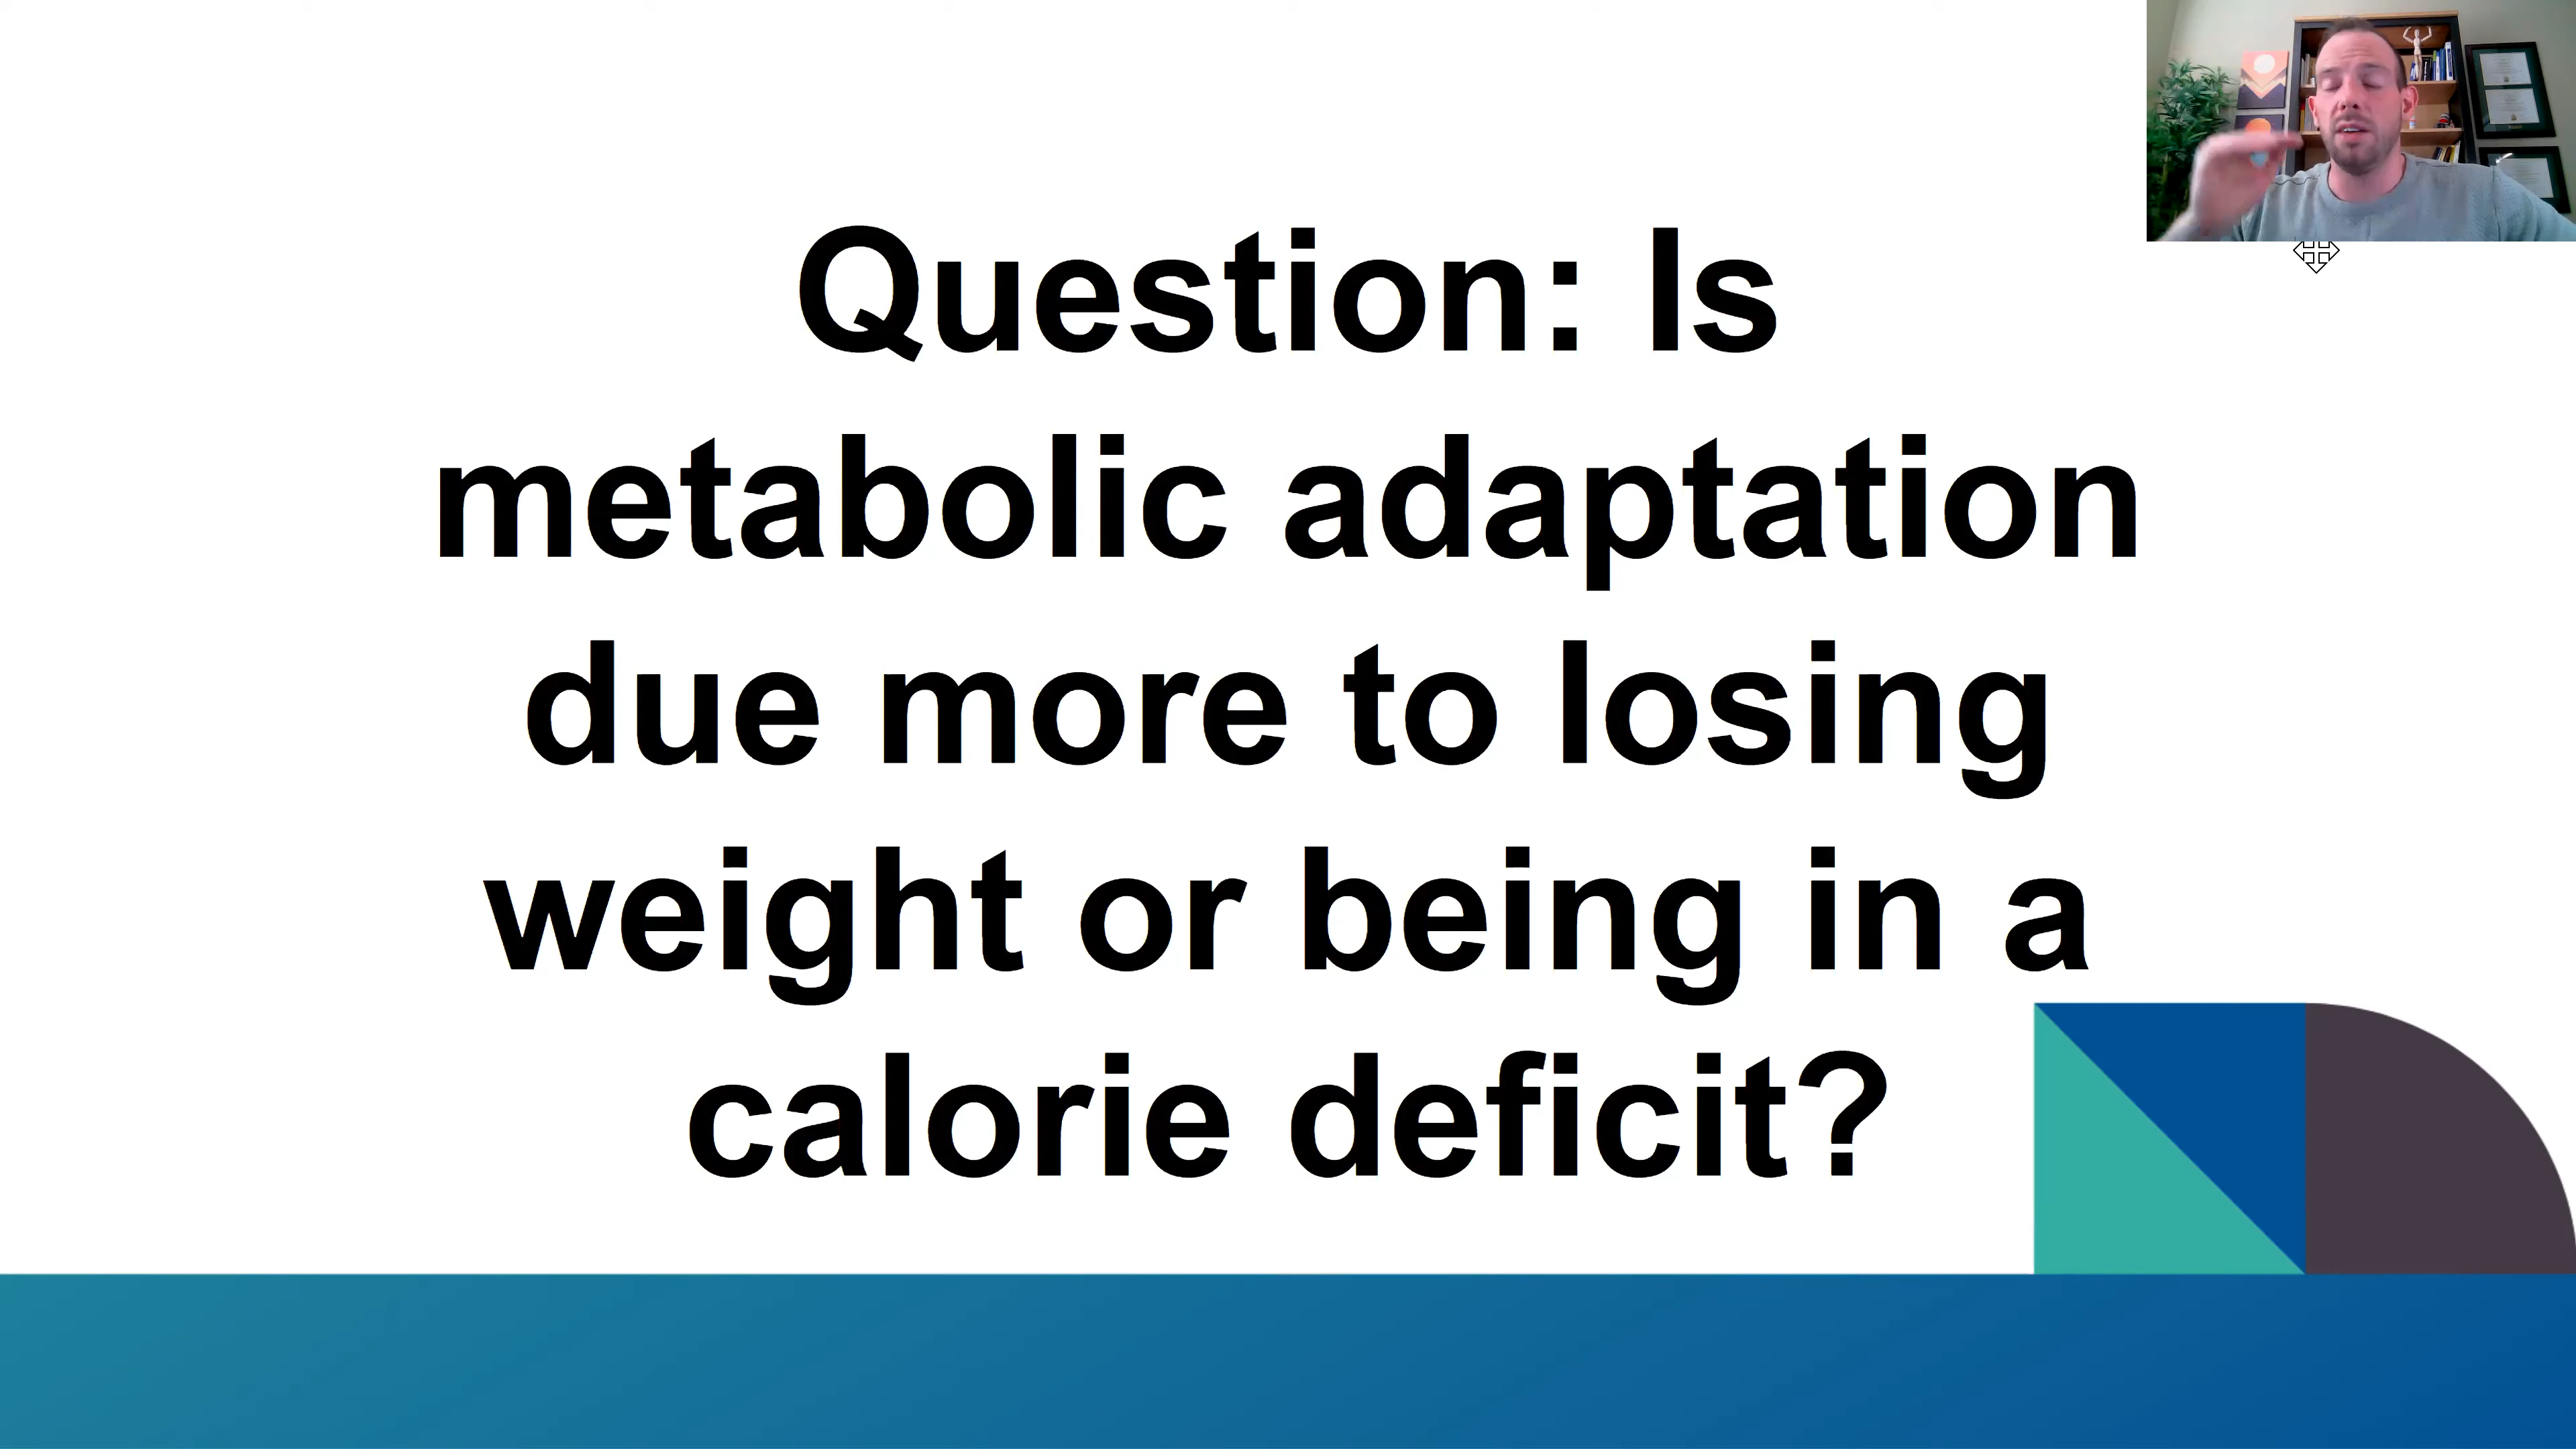 Question: Is
metabolic adaptation
due more to losing
weight or being in a
calorie deficit?